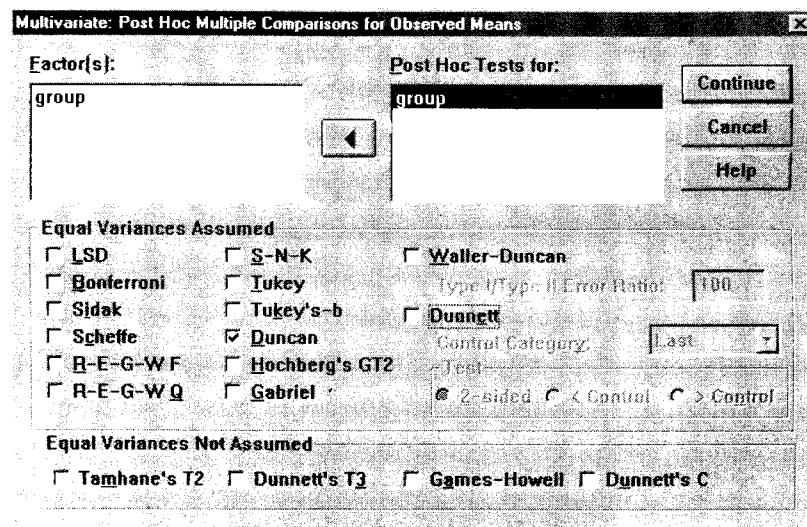 Multivariate: Post Hoc Multiple Comparisons for Observed Means
Factor(s):
Post Hoc Tests for:
group
group
Continue
Cancel
Help
Equal Variances Assumed
LSD
S-N-K
Waller-Duncan
Bonferroni
Tukey
Type I/Type II Error Ratio: 100
Sidak
Tukey's-b
Dunnett
Scheffe
Duncan
Control Category: Last
R-E-G-W F
Hochberg's GT2
Test
R-E-G-W Q
Gabriel
2-sided < Control > Control
Equal Variances Not Assumed
Tamhane's T2 Dunnett's T3 Games-Howell Dunnett's C